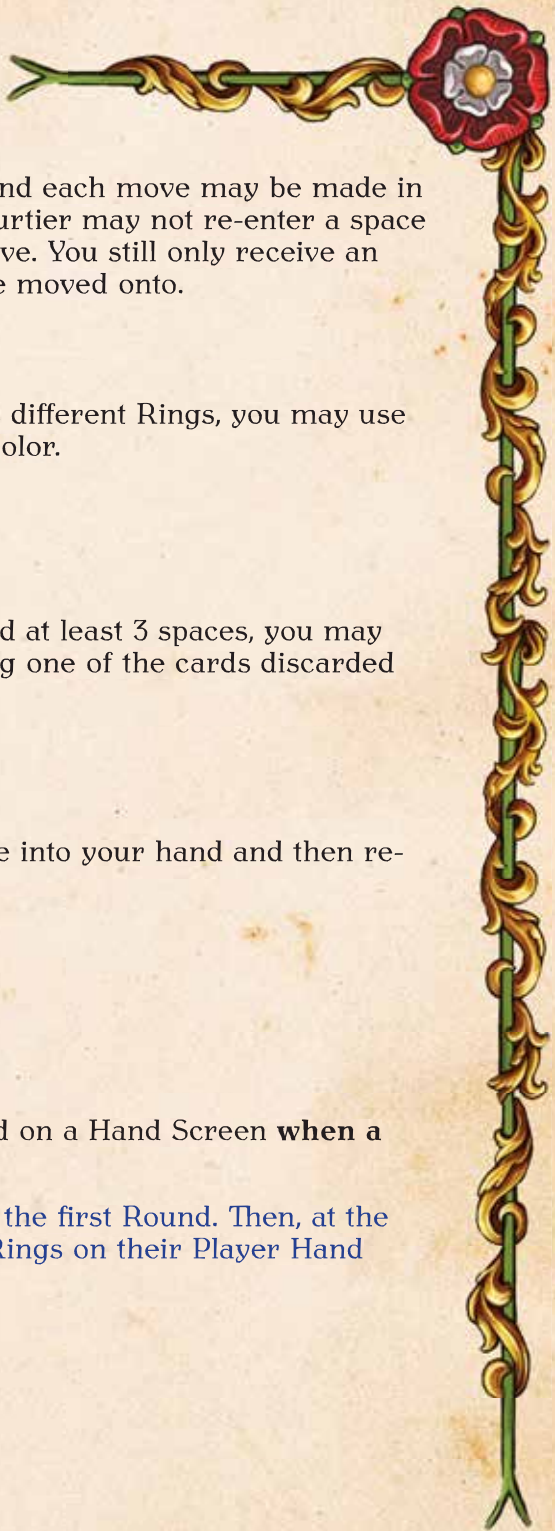 nd each move may be made in
urtier may not re-enter a space
ve. You still only receive an
e moved onto.
different Rings, you may use
olor.
d at least 3 spaces, you may
g one of the cards discarded
e into your hand and then re-
d on a Hand Screen when a
the first Round. Then, at the
Rings on their Player Hand